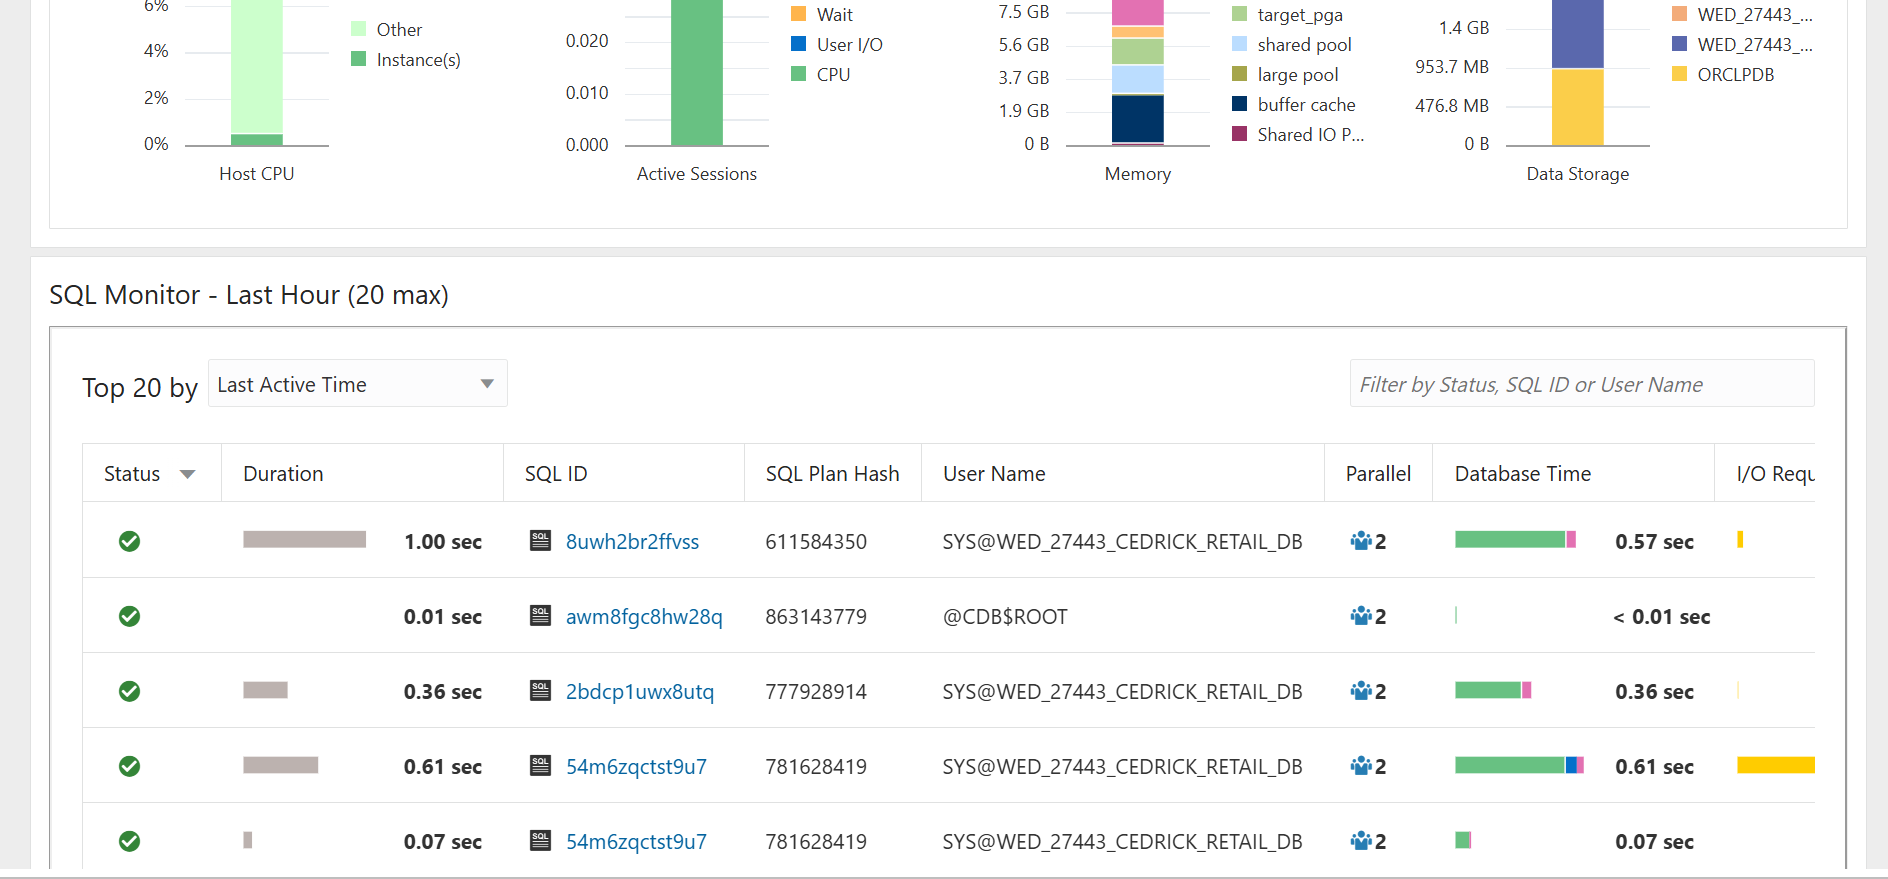 6%
4%
2%
0%
Other
Instance(s)
Host CPU
0.020
0.010
0.000
Wait
User I/O
CPU
Active Sessions
7.5 GB
5.6 GB
3.7 GB
1.9 GB
0 B
target_pga
shared pool
large pool
buffer cache
Shared IO P...
Memory
1.4 GB
953.7 MB
476.8 MB
0 B
WED_27443_...
WED_27443_...
ORCLPDB
Data Storage
SQL Monitor - Last Hour (20 max)
Top 20 by Last Active Time Filter by Status, SQL ID or User Name
Status Duration SQL ID SQL Plan Hash User Name Parallel Database Time I/O Requ
1.00 sec SQL 8uwh2br2ffvss 611584350 SYS@WED_27443_CEDRICK_RETAIL_DB 2 0.57 sec
0.01 sec SQL awm8fgc8hw28q 863143779 @CDB$ROOT 2 < 0.01 sec
0.36 sec SQL 2bdcp1uwx8utq 777928914 SYS@WED_27443_CEDRICK_RETAIL_DB 2 0.36 sec
0.61 sec SQL 54m6zqctst9u7 781628419 SYS@WED_27443_CEDRICK_RETAIL_DB 2 0.61 sec
0.07 sec SQL 54m6zqctst9u7 781628419 SYS@WED_27443_CEDRICK_RETAIL_DB 2 0.07 sec